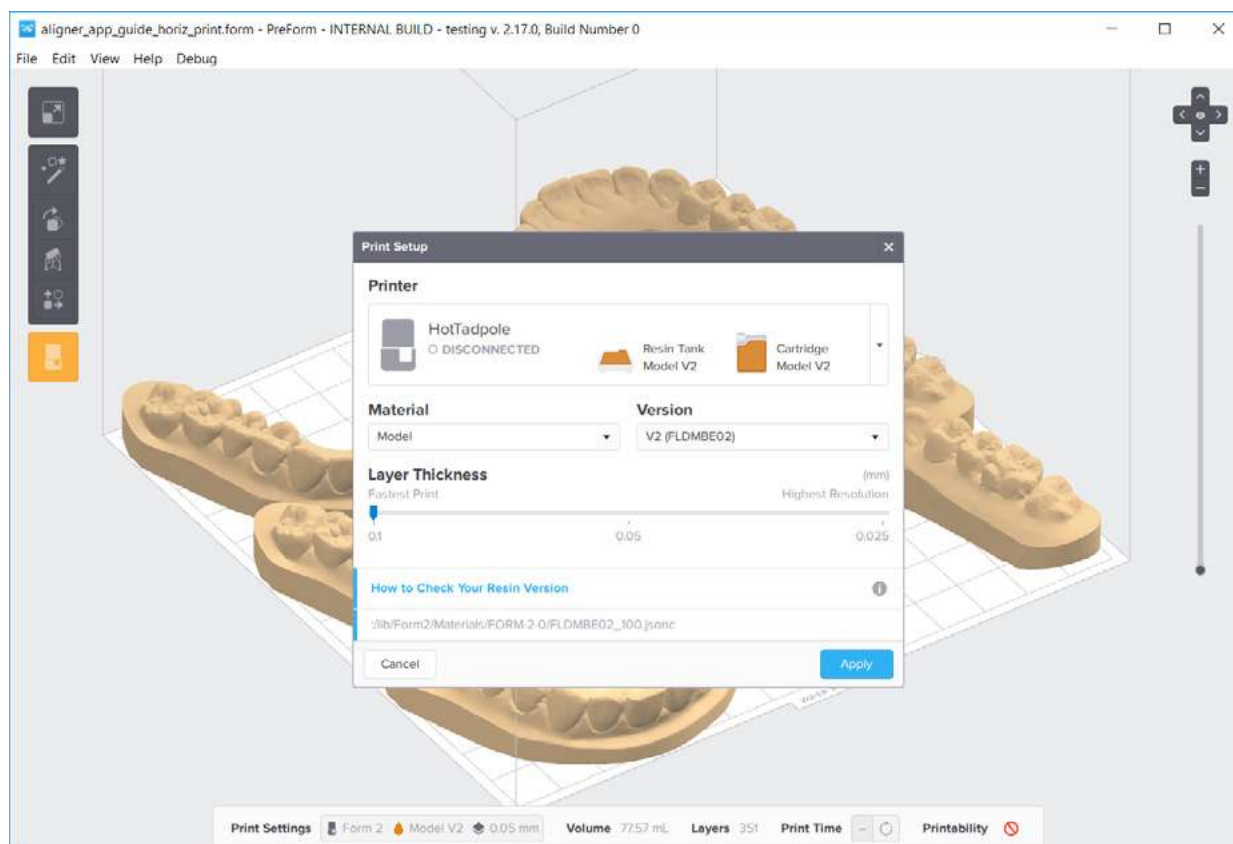 aligner_app_guide_horiz_print.form - PreForm - INTERNAL BUILD - testing v. 2.17.0, Build Number 0
File Edit View Help Debug
Print Setup
Printer
HotTadpole
DISCONNECTED
Resin Tank
Model V2
Cartridge
Model V2
Material
Version
Model
V2 (FLDMBE02)
Layer Thickness
(mm)
Fastest Print
Highest Resolution
0.1
0.05
0.025
How to Check Your Resin Version
:/lib/Form2/Materials/FORM-2-0/FLDMBE02_100.jsonc
Cancel
Apply
Print Settings Form 2 Model V2 0.05 mm Volume 77.57 mL Layers 351 Print Time – Printability